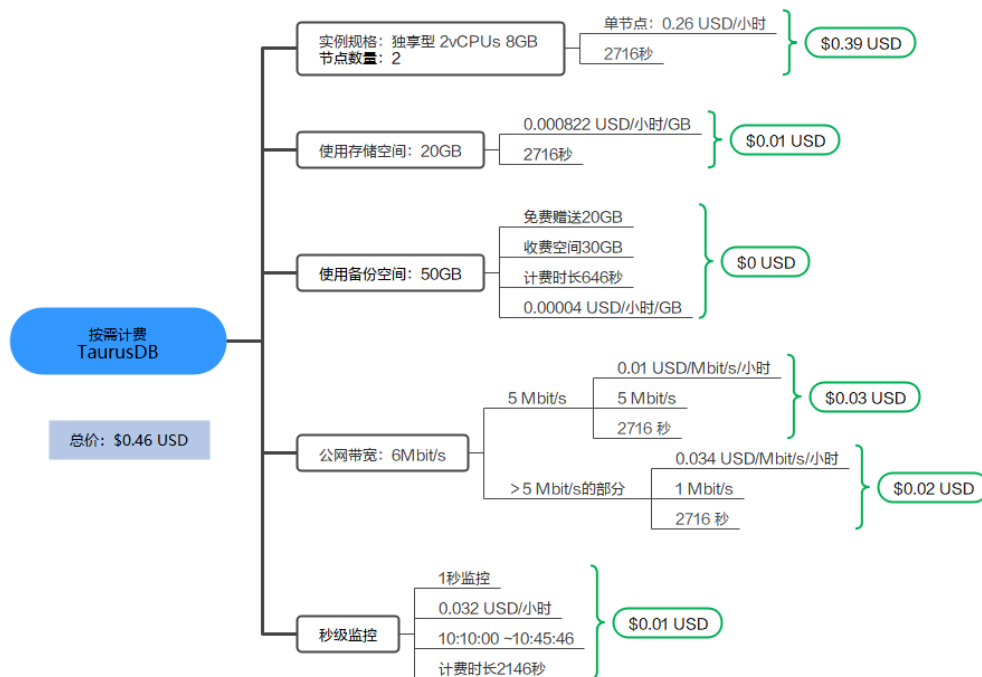 按需计费
TaurusDB
总价：$0.46 USD
实例规格：独享型 2vCPUs 8GB
节点数量：2
单节点：0.26 USD/小时
2716秒
$0.39 USD
使用存储空间：20GB
0.000822 USD/小时/GB
2716秒
$0.01 USD
使用备份空间：50GB
免费赠送20GB
收费空间30GB
计费时长646秒
0.00004 USD/小时/GB
$0 USD
公网带宽：6Mbit/s
5 Mbit/s
0.01 USD/Mbit/s/小时
5 Mbit/s
2716 秒
$0.03 USD
>5 Mbit/s的部分
0.034 USD/Mbit/s/小时
1 Mbit/s
2716 秒
$0.02 USD
秒级监控
1秒监控
0.032 USD/小时
10:10:00 ~10:45:46
计费时长2146秒
$0.01 USD